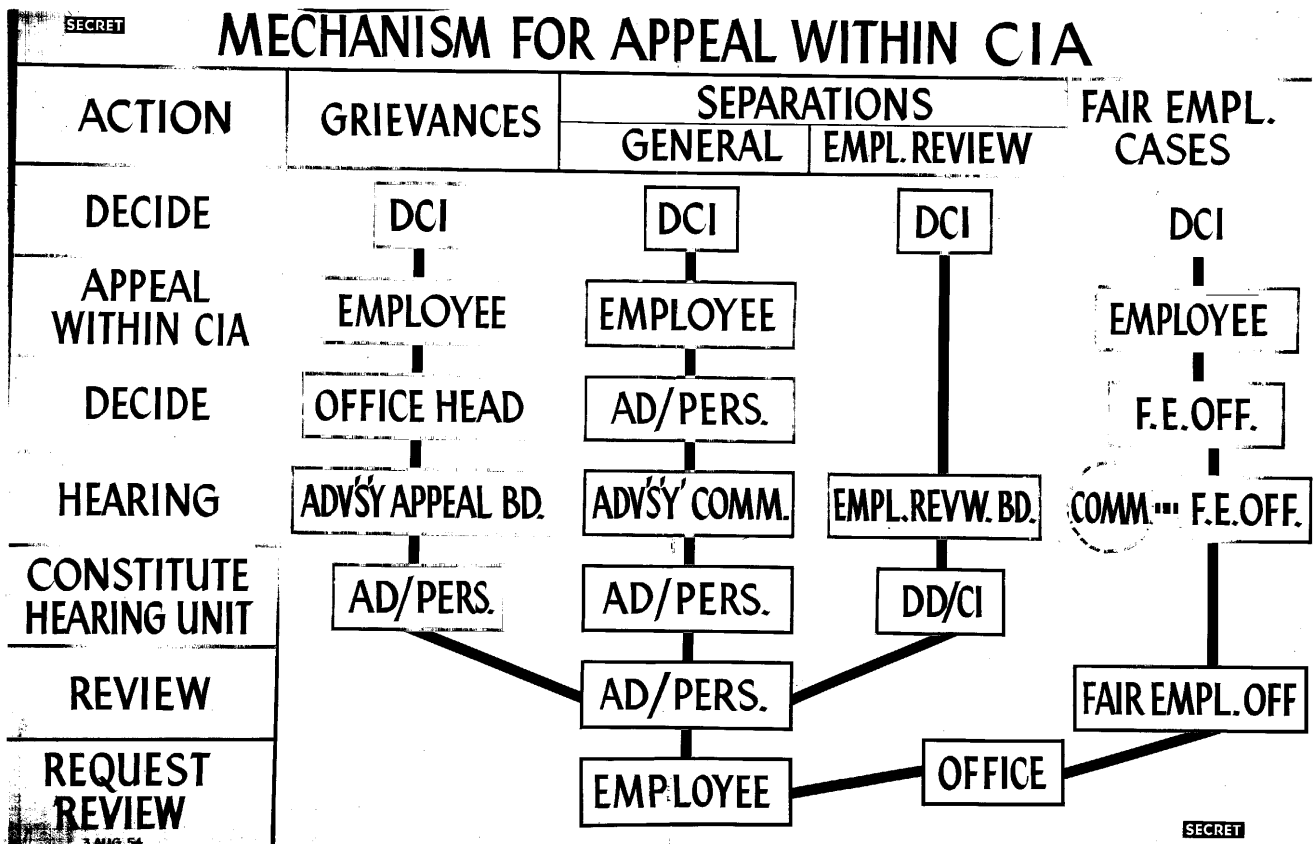 SECRET
MECHANISM FOR APPEAL WITHIN CIA
ACTION
GRIEVANCES
SEPARATIONS
GENERAL
EMPL. REVIEW
FAIR EMPL.
CASES
DECIDE
DCI
DCI
DCI
DCI
APPEAL
WITHIN CIA
EMPLOYEE
EMPLOYEE
EMPLOYEE
DECIDE
OFFICE HEAD
AD/PERS.
F.E.OFF.
HEARING
ADV'S'Y' APPEAL BD.
ADV'S'Y' COMM.
EMPL.REVW. BD.
COMM.
F.E.OFF.
CONSTITUTE
HEARING UNIT
AD/PERS.
AD/PERS.
DD/CI
REVIEW
AD/PERS.
FAIR EMPL. OFF
REQUEST
REVIEW
EMPLOYEE
OFFICE
3 AUG 54
SECRET